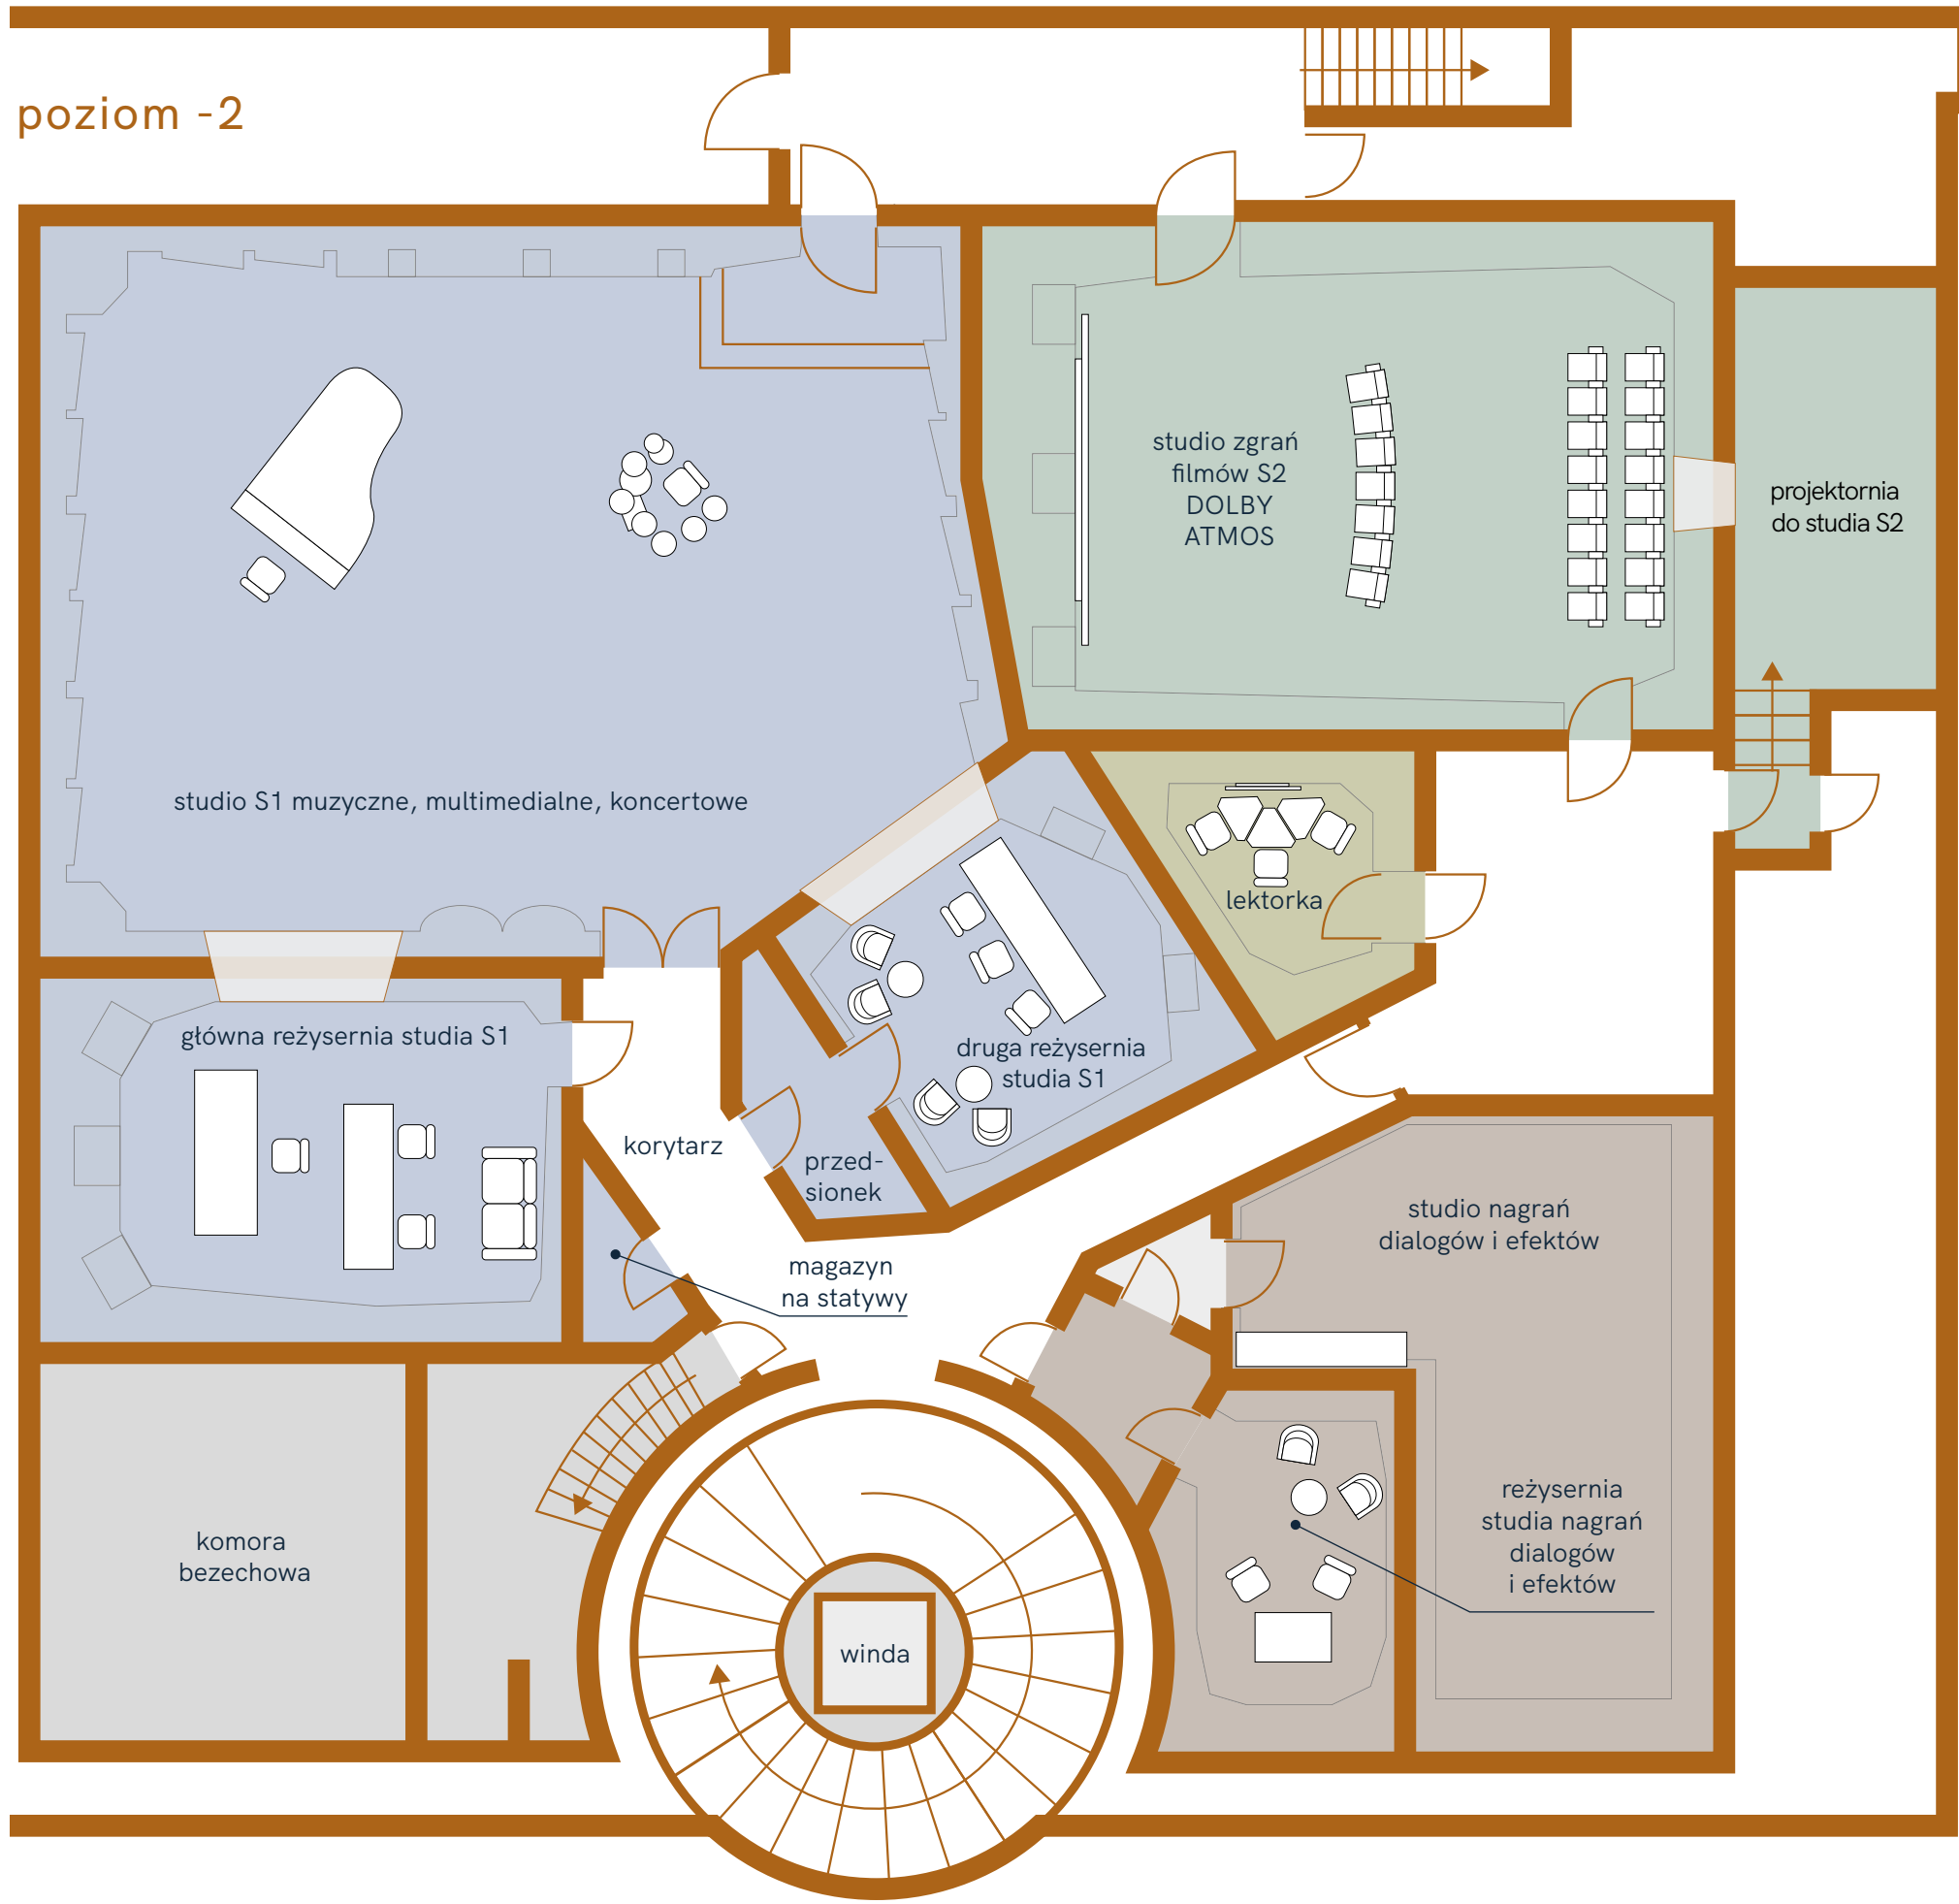 poziom -2
studio zgrań
filmów S2
DOLBY
ATMOS
projektornia
do studia S2
studio S1 muzyczne, multimedialne, koncertowe
lektorka
główna reżysernia studia S1
druga reżysernia
studia S1
korytarz
przed-
sionek
magazyn
na statywy
studio nagrań
dialogów i efektów
reżysernia
studia nagrań
dialogów
i efektów
komora
bezechowa
winda